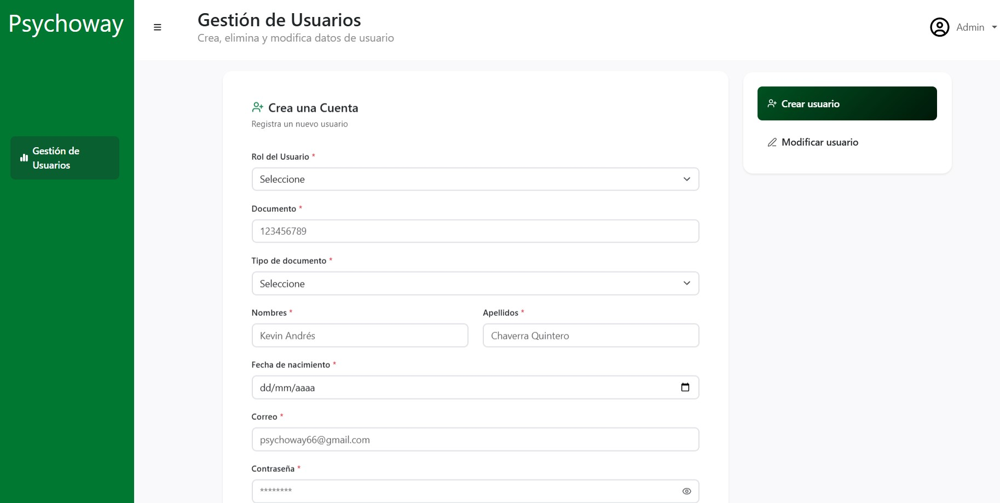 Psychoway
Gestión de Usuarios
Crea, elimina y modifica datos de usuario
Admin
Gestión de
Usuarios
Crea una Cuenta
Registra un nuevo usuario
Rol del Usuario *
Seleccione
Documento *
123456789
Tipo de documento *
Seleccione
Nombres *
Kevin Andrés
Apellidos *
Chaverra Quintero
Fecha de nacimiento *
dd/mm/aaaa
Correo *
psychoway66@gmail.com
Contraseña *
********
Crear usuario
Modificar usuario